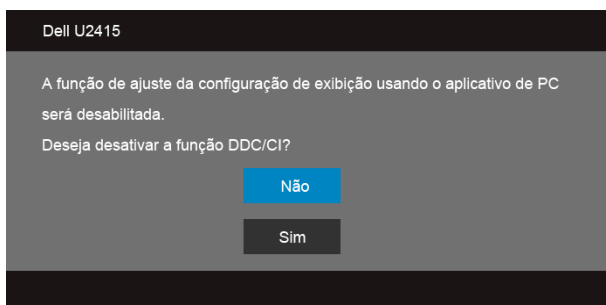 Dell U2415
A função de ajuste da configuração de exibição usando o aplicativo de PC
será desabilitada.
Deseja desativar a função DDC/CI?
Não
Sim